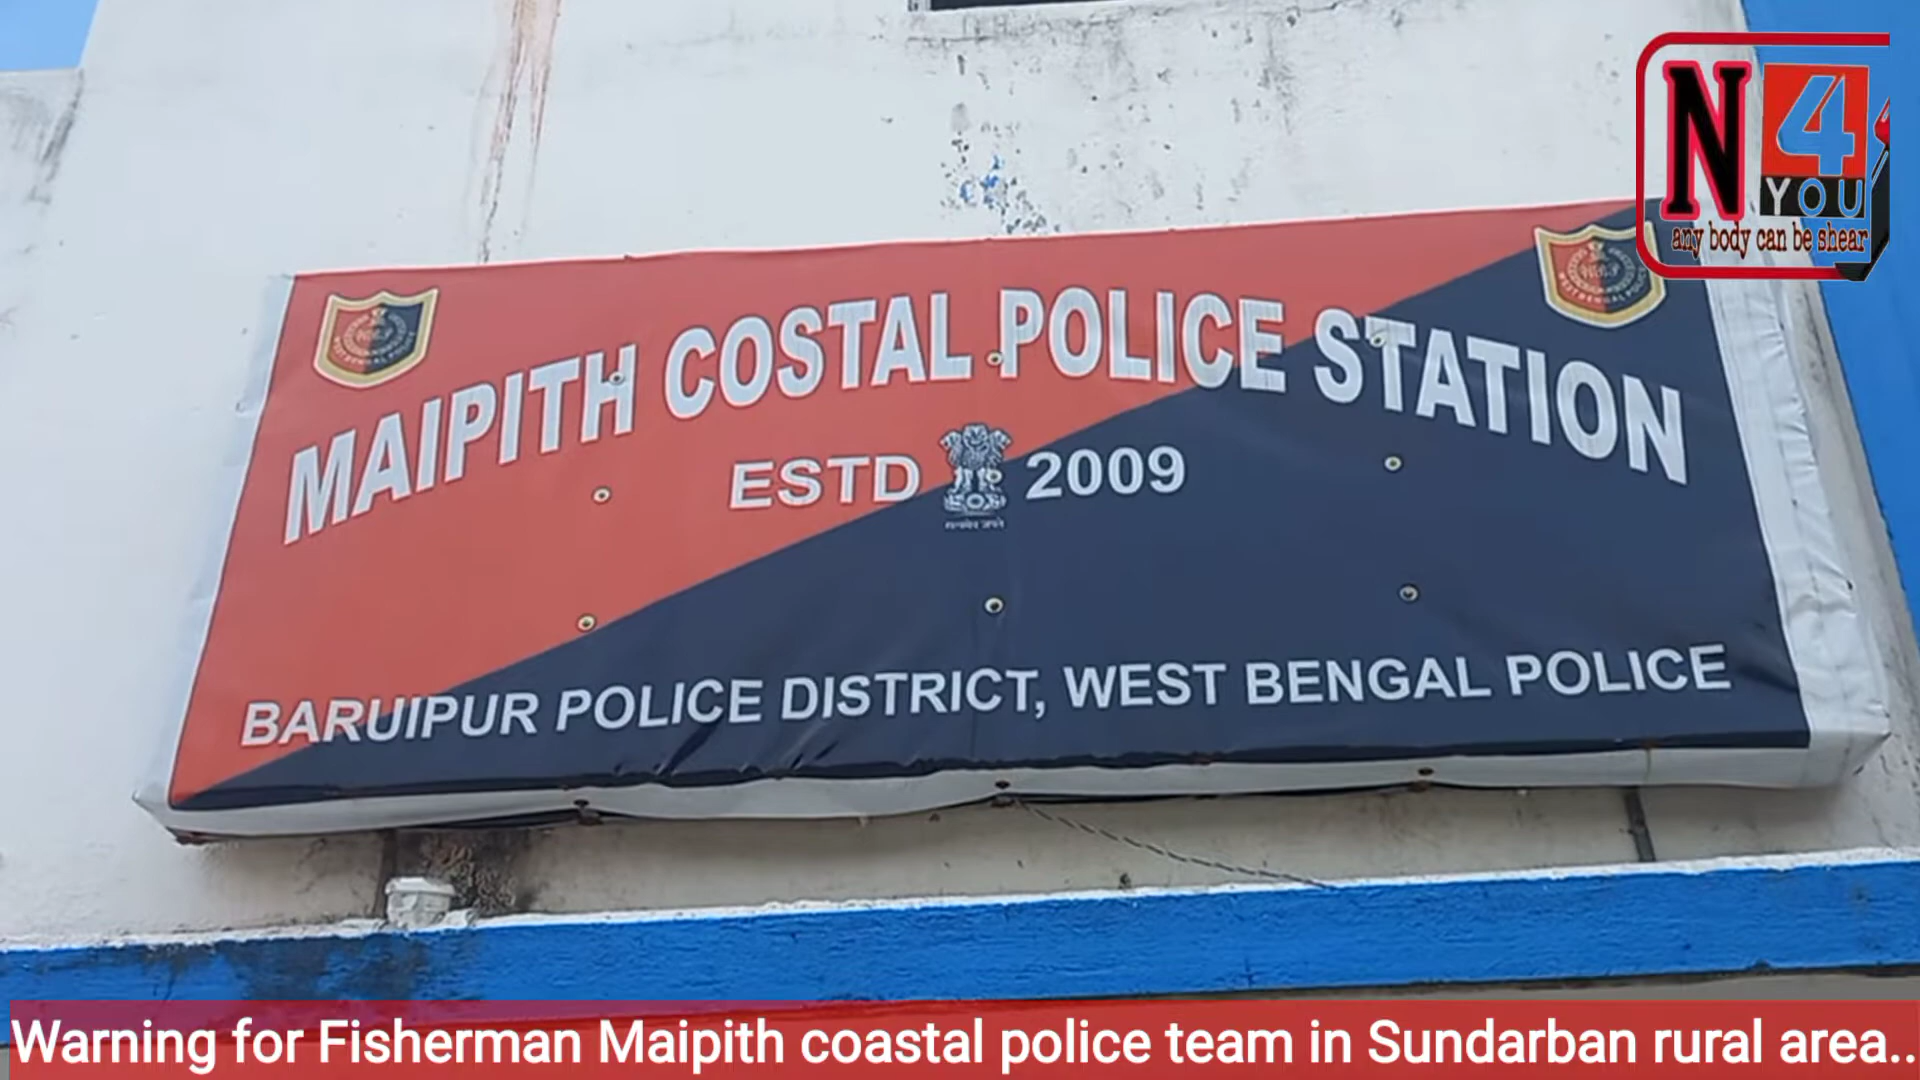 N4
YOU
any body can be shear
MAIPITH COSTAL POLICE STATION
ESTD 2009
BARUIPUR POLICE DISTRICT, WEST BENGAL POLICE
Warning for Fisherman Maipith coastal police team in Sundarban rural area..